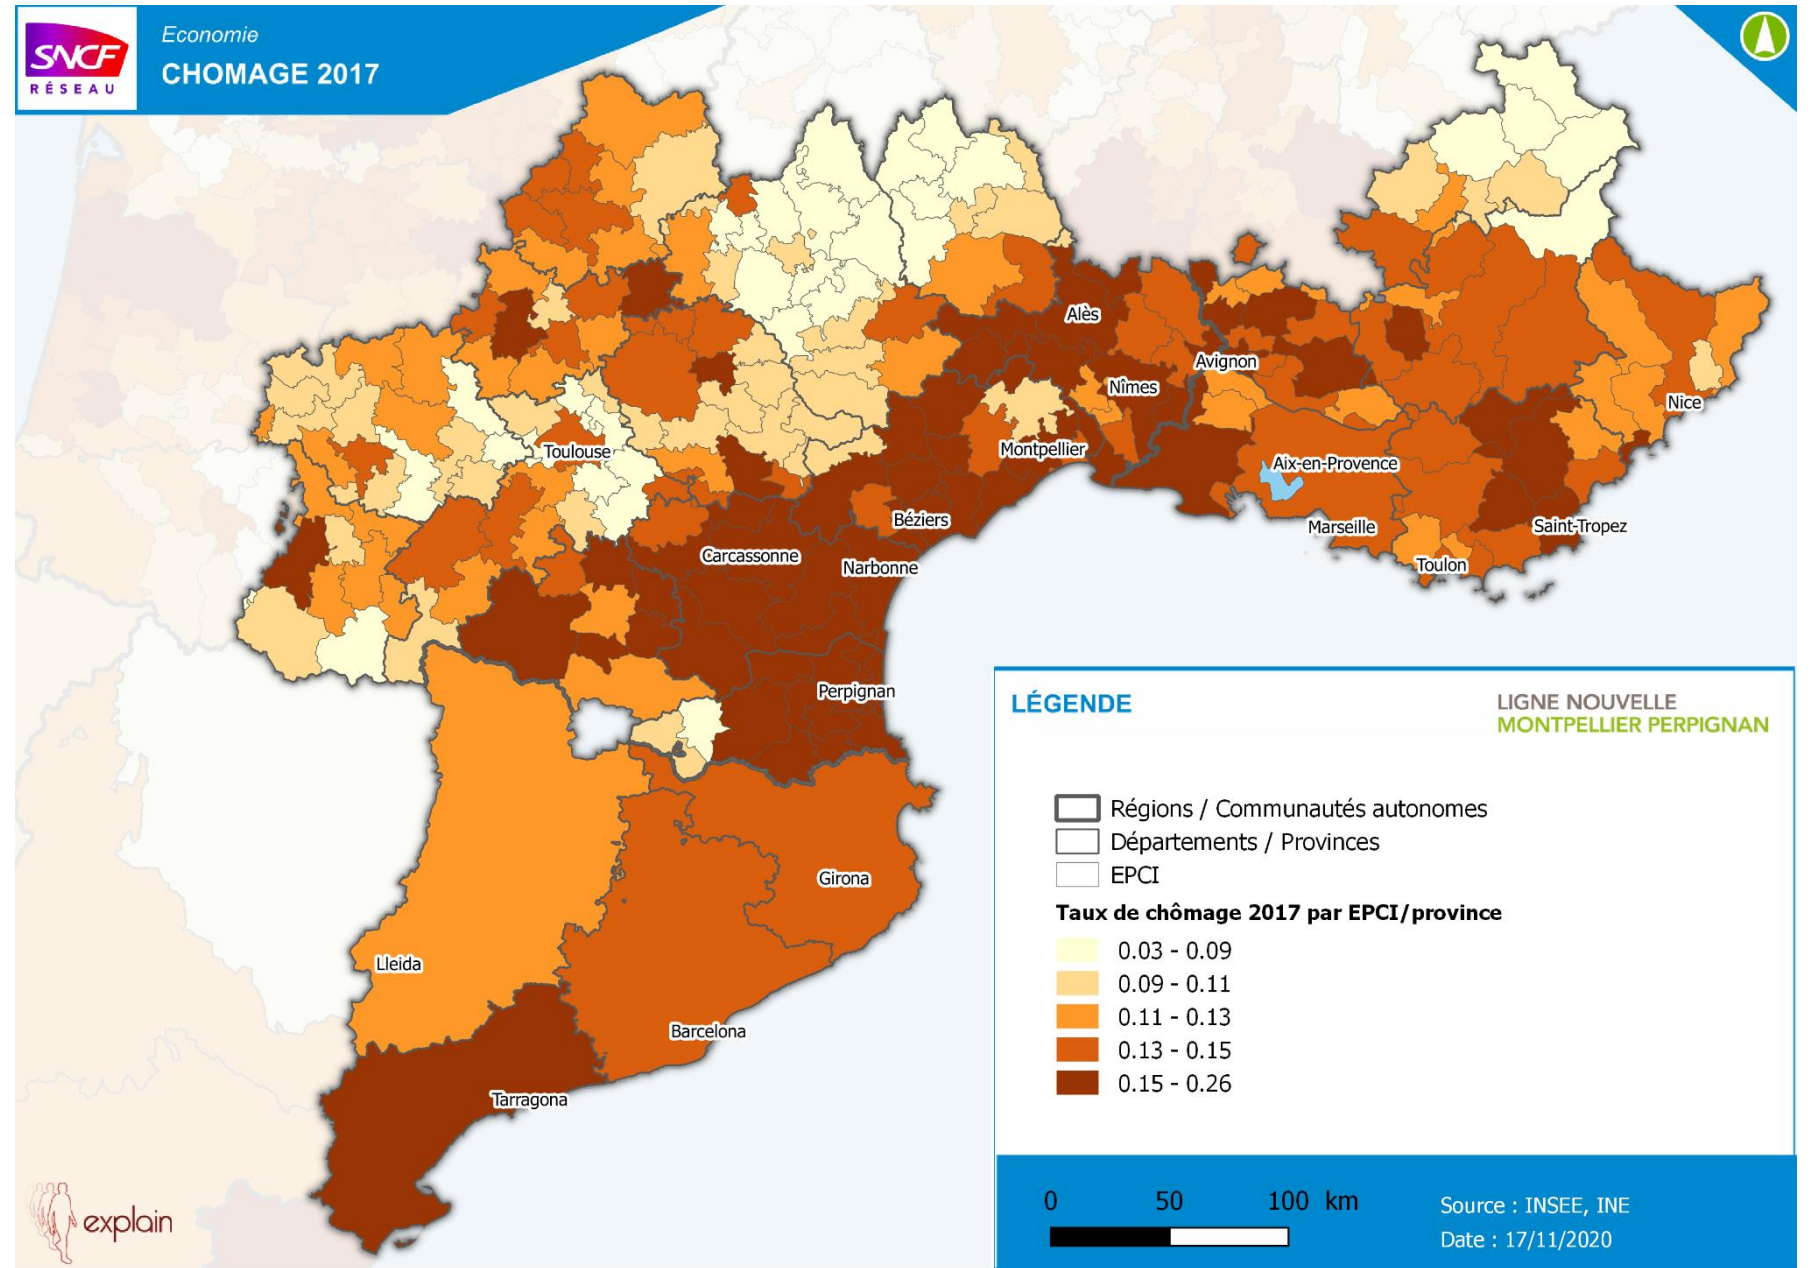 SNCF
RÉSEAU
Economie
CHOMAGE 2017
Alès
Avignon
Nîmes
Nice
Toulouse
Montpellier
Aix-en-Provence
Béziers
Marseille
Saint-Tropez
Carcassonne
Narbonne
Toulon
Perpignan
Girona
Lleida
Barcelona
Tarragona
LÉGENDE
LIGNE NOUVELLE
MONTPELLIER PERPIGNAN
Régions / Communautés autonomes
Départements / Provinces
EPCI
Taux de chômage 2017 par EPCI/province
0.03 - 0.09
0.09 - 0.11
0.11 - 0.13
0.13 - 0.15
0.15 - 0.26
0 50 100 km
Source : INSEE, INE
Date : 17/11/2020
explain